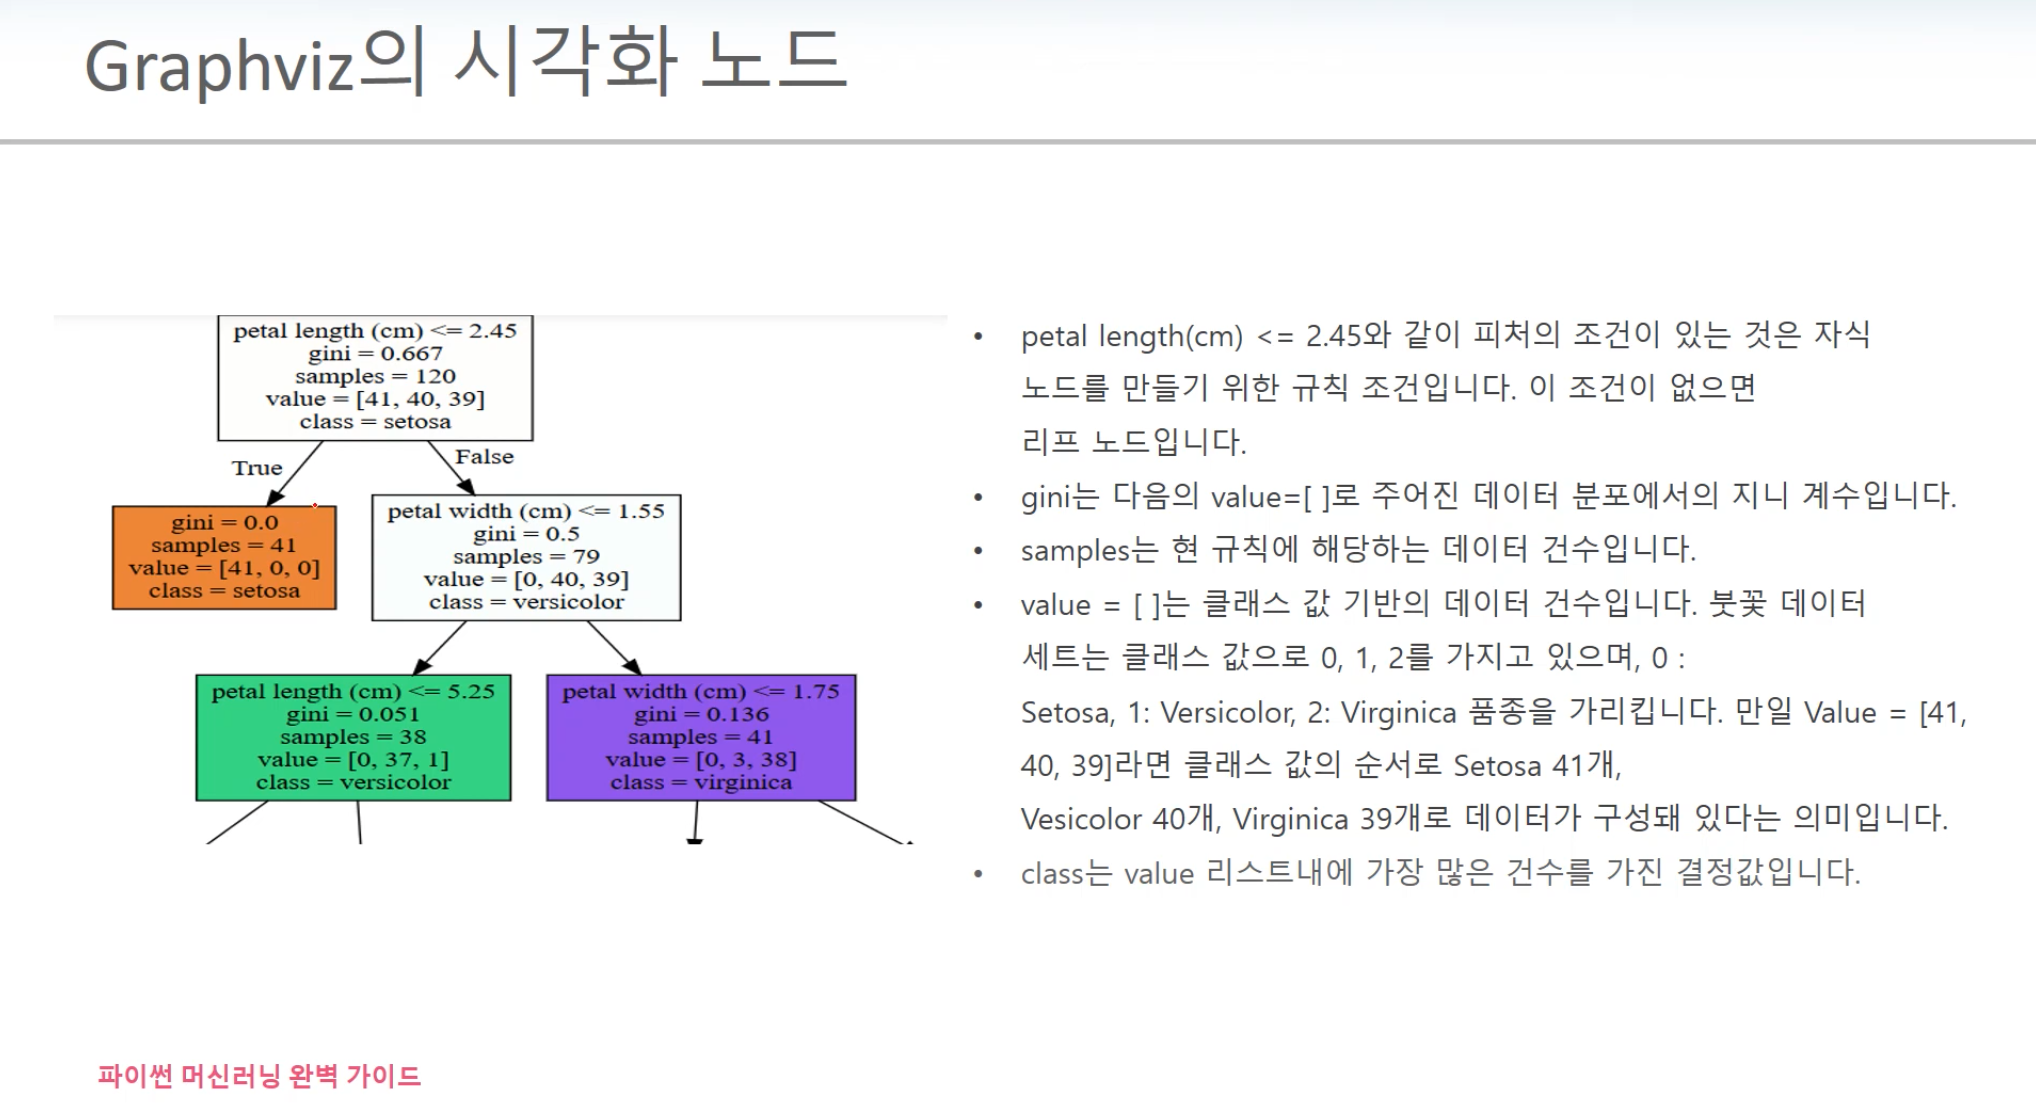 Graphviz의 시각화 노드
petal length (cm) <= 2.45
gini = 0.667
samples = 120
value = [41, 40, 39]
class = setosa
True
False
gini = 0.0
samples = 41
value = [41, 0, 0]
class = setosa
petal width (cm) <= 1.55
gini = 0.5
samples = 79
value = [0, 40, 39]
class = versicolor
petal length (cm) <= 5.25
gini = 0.051
samples = 38
value = [0, 37, 1]
class = versicolor
petal width (cm) <= 1.75
gini = 0.136
samples = 41
value = [0, 3, 38]
class = virginica
• petal length(cm) <= 2.45와 같이 피처의 조건이 있는 것은 자식
노드를 만들기 위한 규칙 조건입니다. 이 조건이 없으면
리프 노드입니다.
• gini는 다음의 value=[ ]로 주어진 데이터 분포에서의 지니 계수입니다.
• samples는 현 규칙에 해당하는 데이터 건수입니다.
• value = [ ]는 클래스 값 기반의 데이터 건수입니다. 붓꽃 데이터
세트는 클래스 값으로 0, 1, 2를 가지고 있으며, 0 :
Setosa, 1: Versicolor, 2: Virginica 품종을 가리킵니다. 만일 Value = [41,
40, 39]라면 클래스 값의 순서로 Setosa 41개,
Vesicolor 40개, Virginica 39개로 데이터가 구성돼 있다는 의미입니다.
• class는 value 리스트내에 가장 많은 건수를 가진 결정값입니다.
파이썬 머신러닝 완벽 가이드